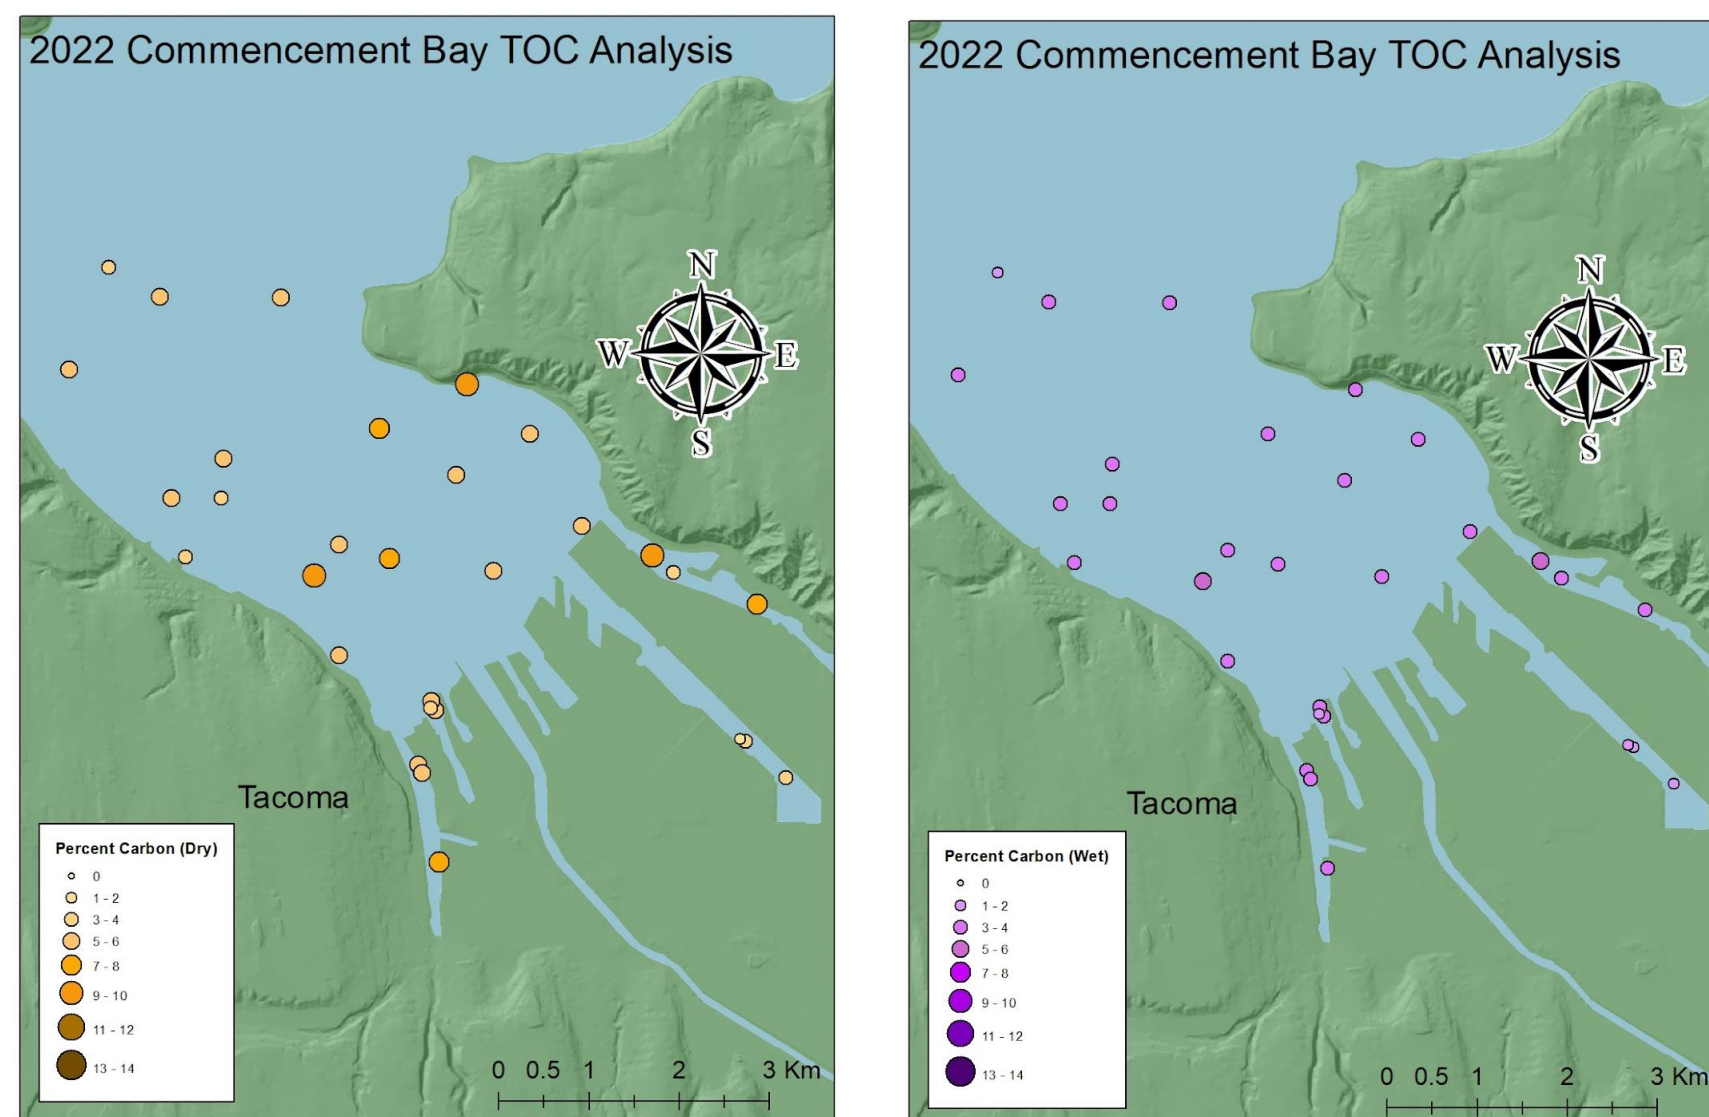 2022 Commencement Bay TOC Analysis
N
W E
S
Tacoma
Percent Carbon (Dry)
0
1 - 2
3 - 4
5 - 6
7 - 8
9 - 10
11 - 12
13 - 14
0 0.5 1 2 3 Km
2022 Commencement Bay TOC Analysis
N
W E
S
Tacoma
Percent Carbon (Wet)
0
1 - 2
3 - 4
5 - 6
7 - 8
9 - 10
11 - 12
13 - 14
0 0.5 1 2 3 Km